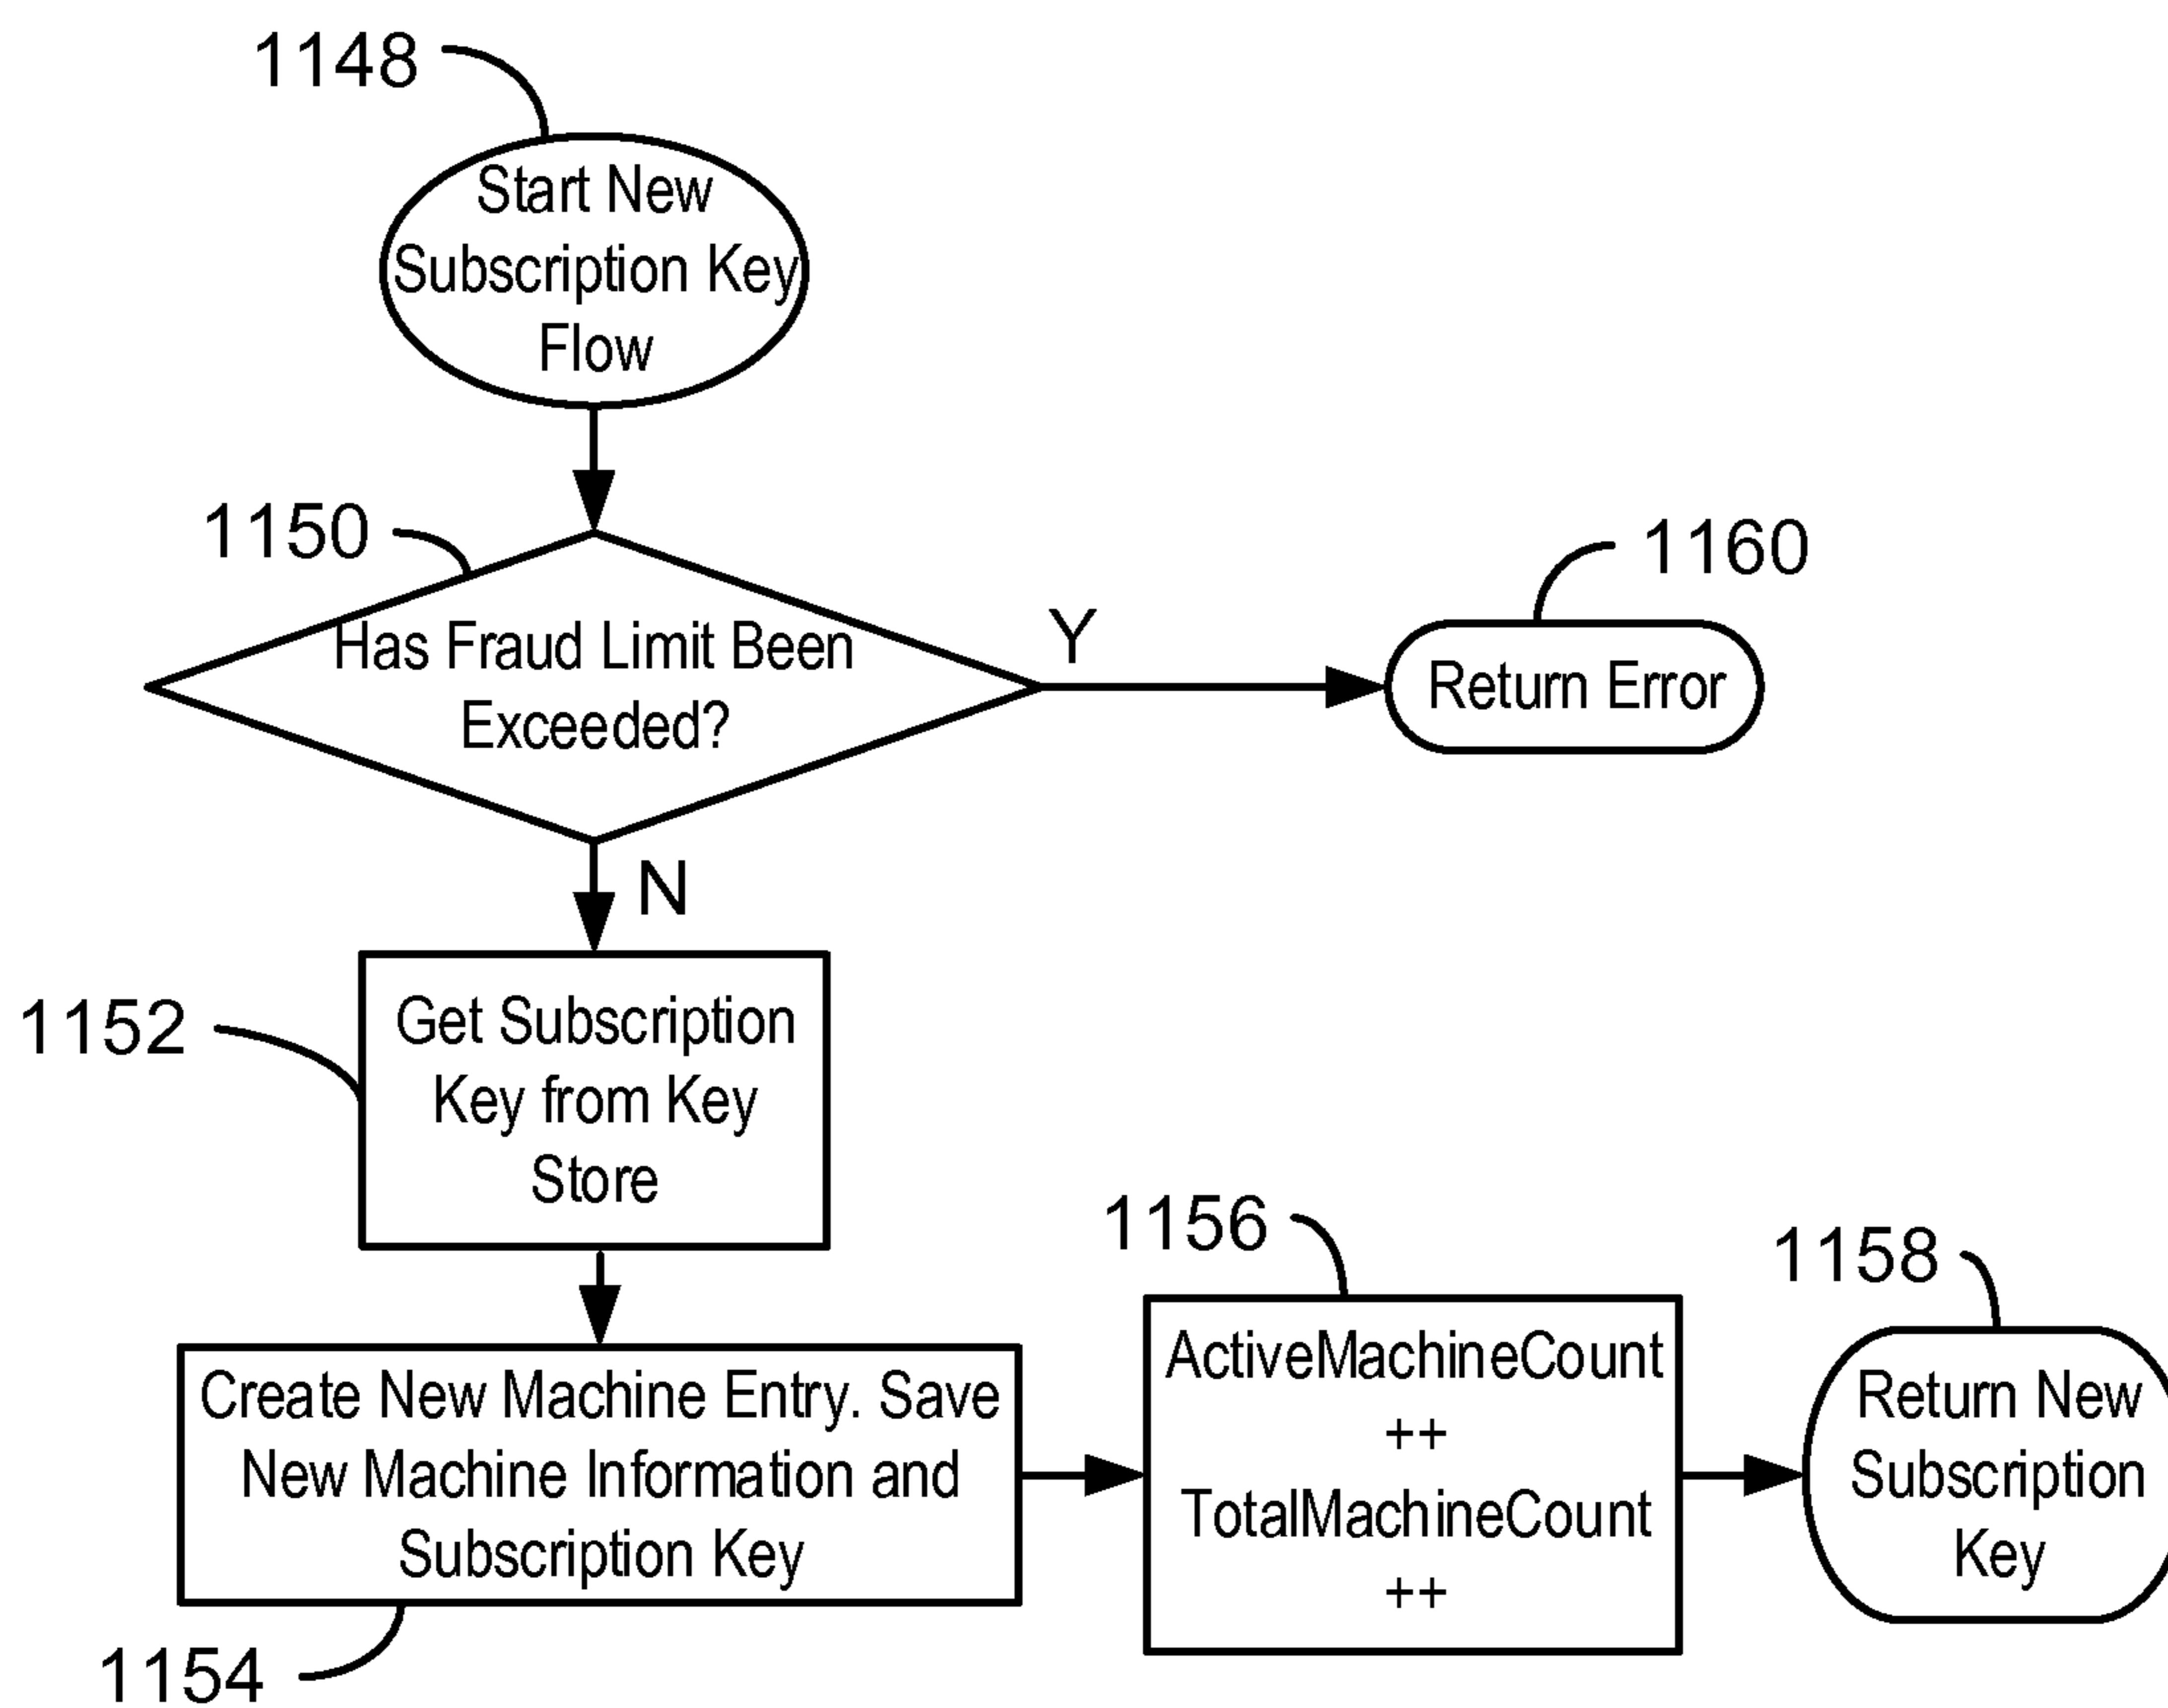 1148
Start New
Subscription Key
Flow
1150
Has Fraud Limit Been
Exceeded?
Y
1160
Return Error
N
1152
Get Subscription
Key from Key
Store
1154
Create New Machine Entry. Save
New Machine Information and
Subscription Key
1156
ActiveMachineCount
++
TotalMachineCount
++
1158
Return New
Subscription
Key